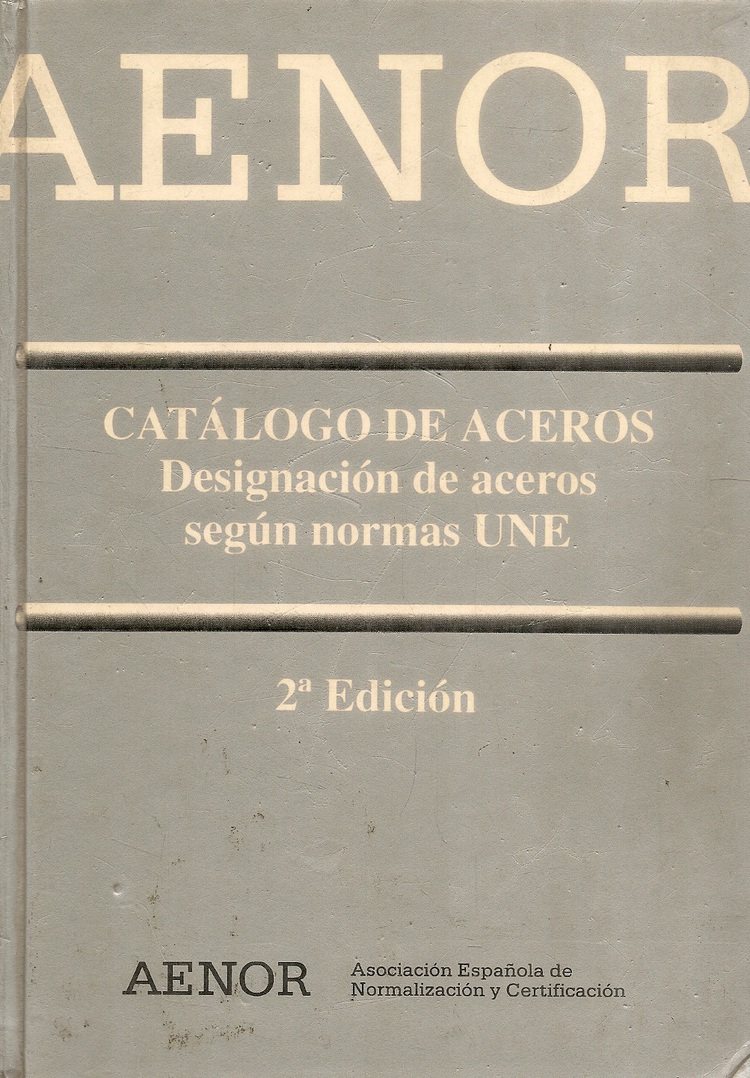 AENOR
CATÁLOGO DE ACEROS
Designación de aceros
según normas UNE
2ª Edición
AENOR
Asociación Española de
Normalización y Certificación